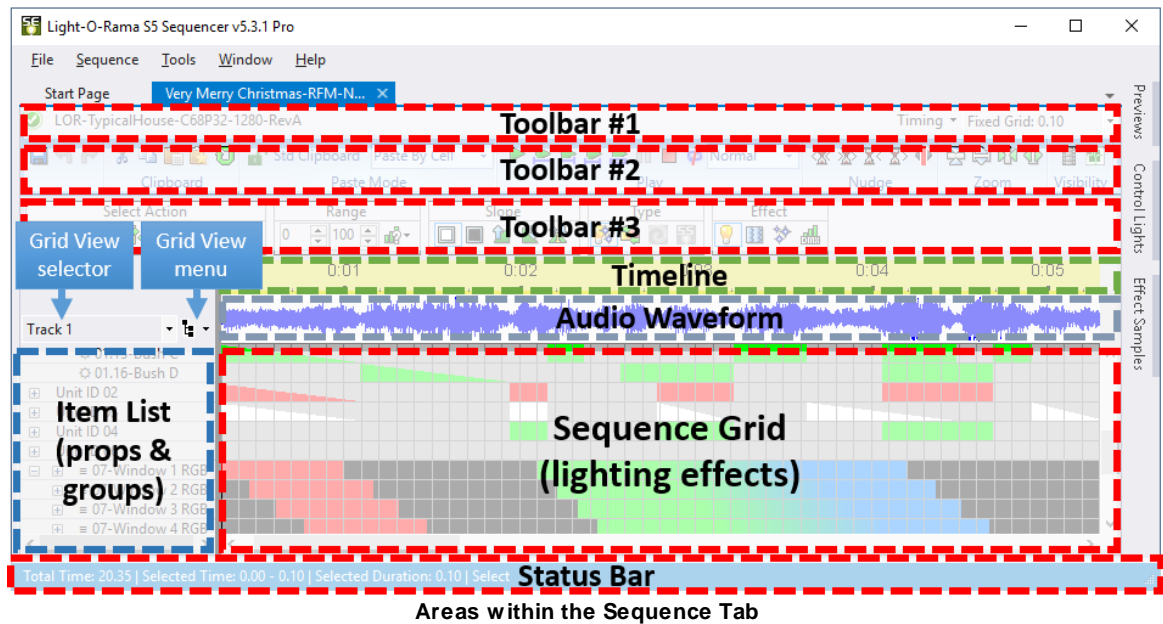 Light-O-Rama S5 Sequencer v5.3.1 Pro
File Sequence Tools Window Help
Start Page Very Merry Christmas-RFM-N...
LOR-TypicalHouse-C68P32-1280-RevA Toolbar #1 Timing Fixed Grid: 0.10
Std Clipboard Paste By Cell Toolbar #2 Normal
Clipboard Paste Mode Play Nudge Zoom Visibility
Select Action Range Slope Type Effect
Toolbar #3
0 100
Grid View selector
Grid View menu
0:01 0:02 0:03 0:04 0:05
Timeline
Audio Waveform
Track 1
01.16-Bush D
Unit ID 02
Unit ID 04
Item List
(props &
groups)
07-Window 1 RGB
2 RGB
07-Window 3 RGB
07-Window 4 RGB
Sequence Grid
(lighting effects)
Previews
Control Lights
Effect Samples
Total Time: 20.35 | Selected Time: 0.00 - 0.10 | Selected Duration: 0.10 | Select
Status Bar
Areas within the Sequence Tab